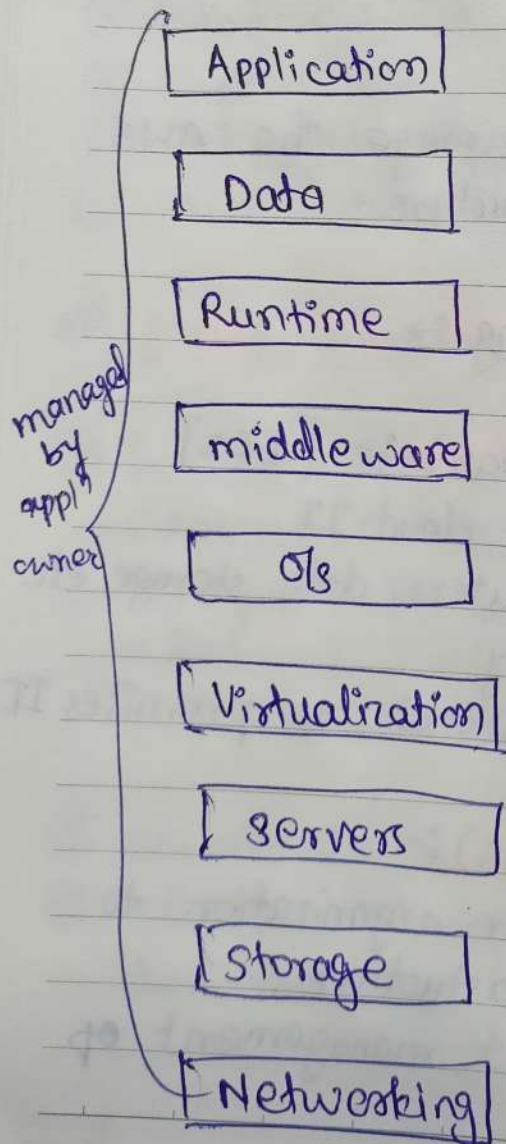 Application
Data
Runtime
middleware
managed
by
appln
owner
O/s
Virtualization
servers
Storage
Networking